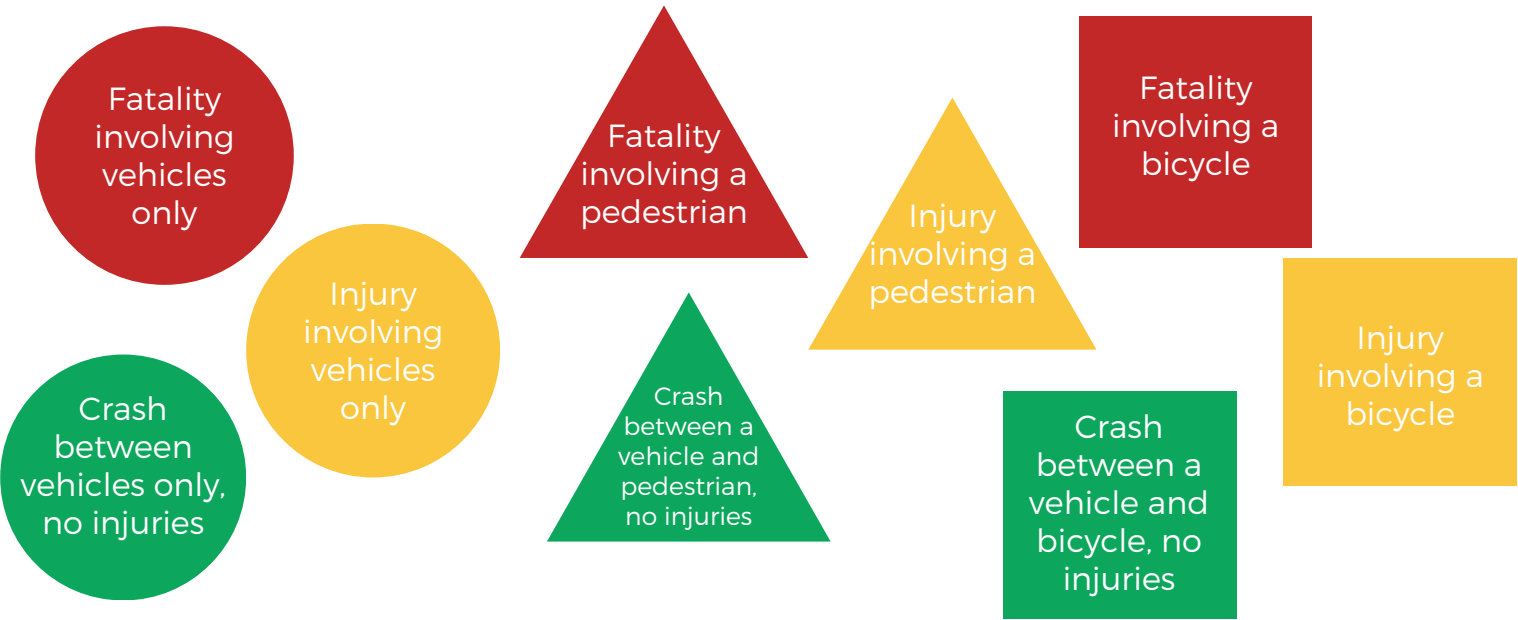 Fatality
involving
vehicles
only
Injury
involving
vehicles
only
Crash
between
vehicles only,
no injuries
Fatality
involving a
pedestrian
Injury
involving a
pedestrian
Crash
between a
vehicle and
pedestrian,
no injuries
Fatality
involving a
bicycle
Injury
involving a
bicycle
Crash
between a
vehicle and
bicycle, no
injuries